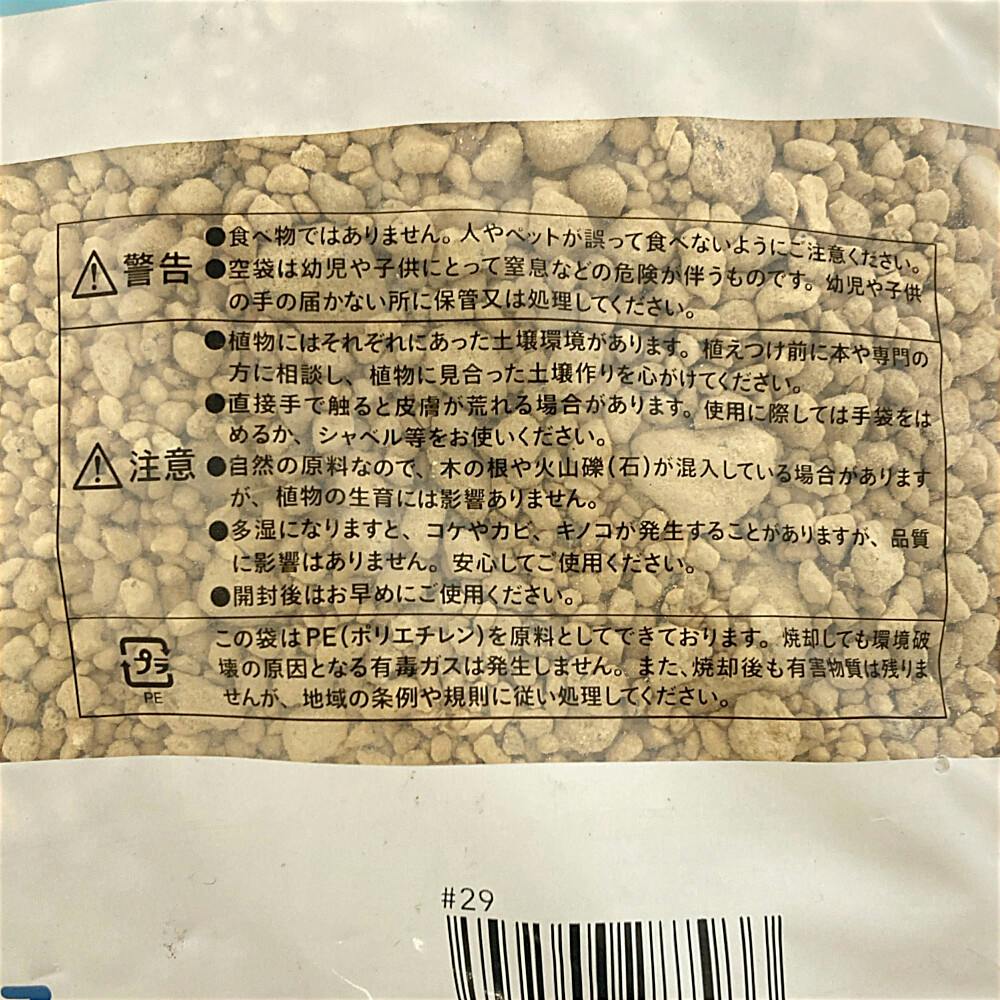 警告
●食べ物ではありません。人やペットが誤って食べないようにご注意ください。
●空袋は幼児や子供にとって窒息などの危険が伴うものです。幼児や子供
の手の届かない所に保管又は処理してください。
注意
●植物にはそれぞれにあった土壌環境があります。植えつけ前に本や専門の
方に相談し、植物に見合った土壌作りを心がけてください。
●直接手で触ると皮膚が荒れる場合があります。使用に際しては手袋をは
めるか、シャベル等をお使いください。
●自然の原料なので、木の根や火山礫(石)が混入している場合があります
が、植物の生育には影響ありません。
●多湿になりますと、コケやカビ、キノコが発生することがありますが、品質
に影響はありません。安心してご使用ください。
●開封後はお早めにご使用ください。
プラ
PE
この袋はPE(ポリエチレン)を原料としてできております。焼却しても環境破
壊の原因となる有毒ガスは発生しません。また、焼却後も有害物質は残りま
せんが、地域の条例や規則に従い処理してください。
#29